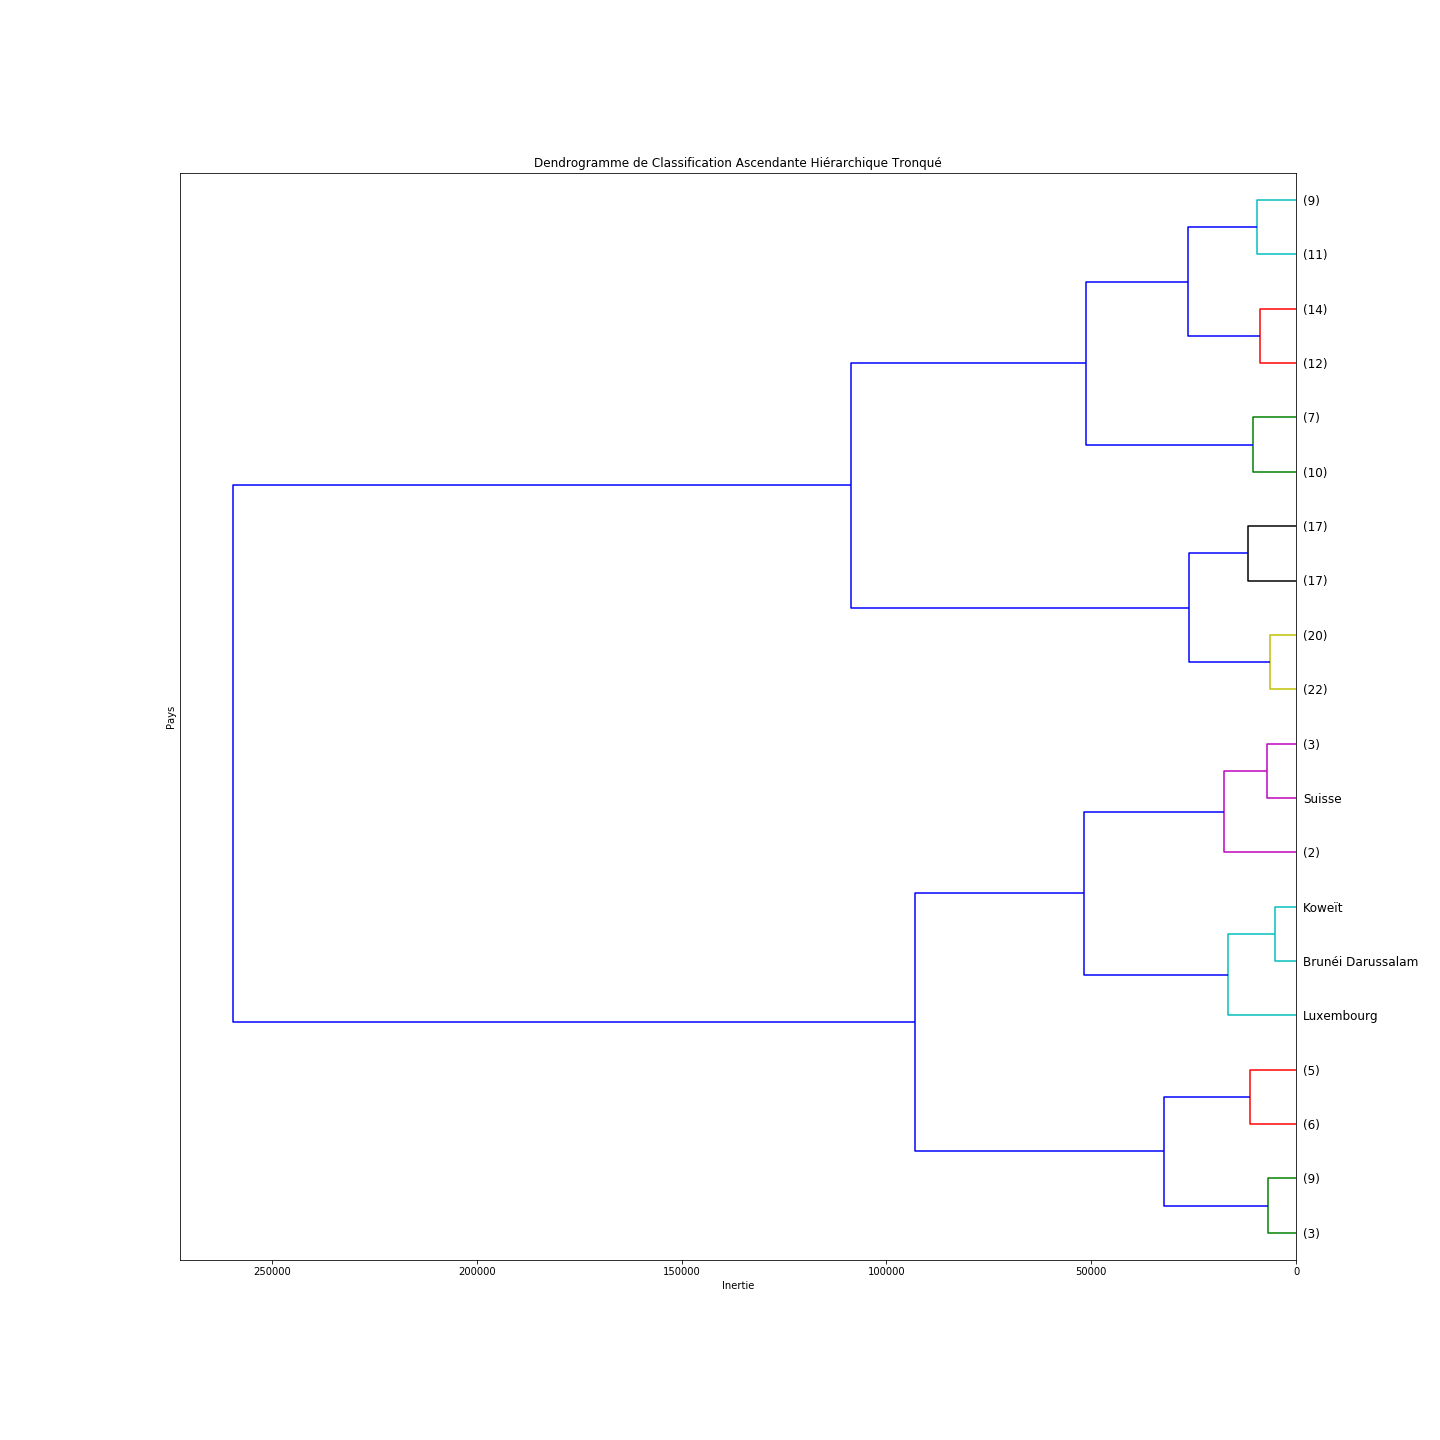 Dendrogramme de Classification Ascendante Hiérarchique Tronqué
(9)
(11)
(14)
(12)
(7)
(10)
(17)
(17)
(20)
(22)
Pays
(3)
Suisse
(2)
Koweït
Brunéi Darussalam
Luxembourg
(5)
(6)
(9)
(3)
250000 200000 150000 100000 50000 0
Inertie